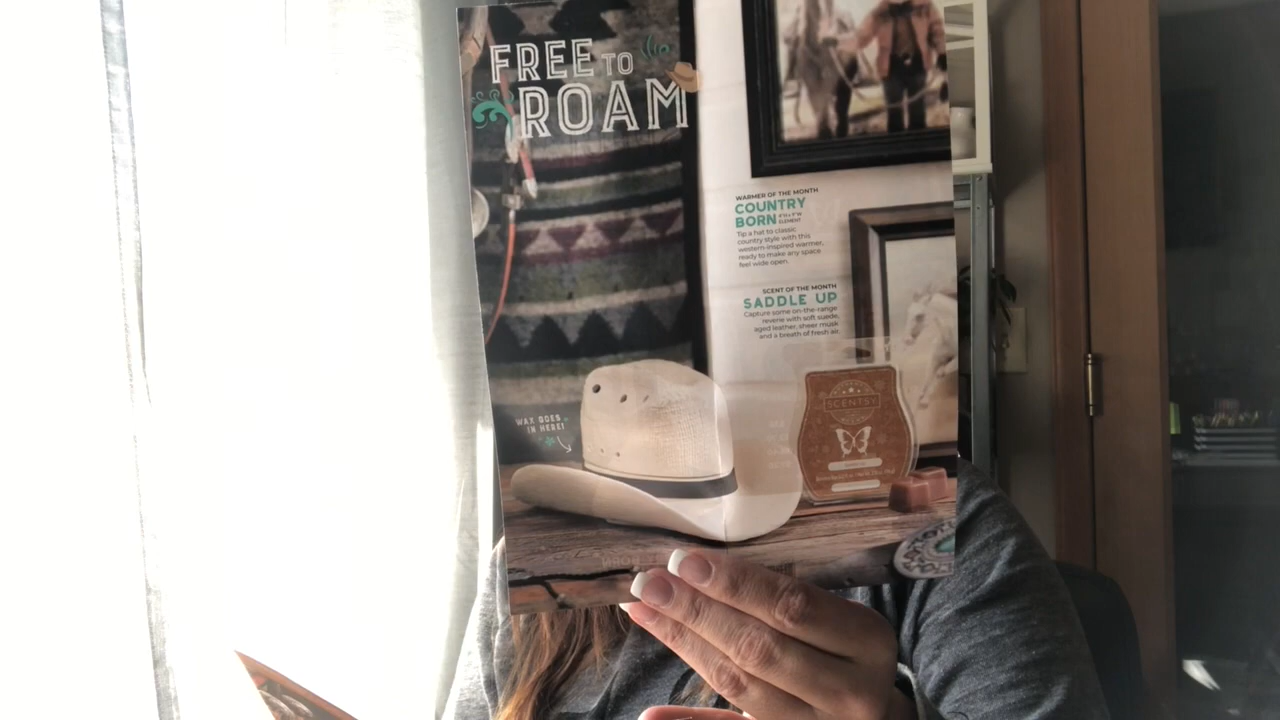 FREE TO
ROAM
WARMER OF THE MONTH
COUNTRY
BORN
ELEMENT
Tip a hat to classic
country style with this
western-inspired warmer,
ready to make any space
feel wide open.
SCENT OF THE MONTH
SADDLE UP
Capture some on-the-range
reverie with soft suede,
aged leather, sheer musk
and a breath of fresh air.
WAX GOES
IN HERE!
SCENTSY